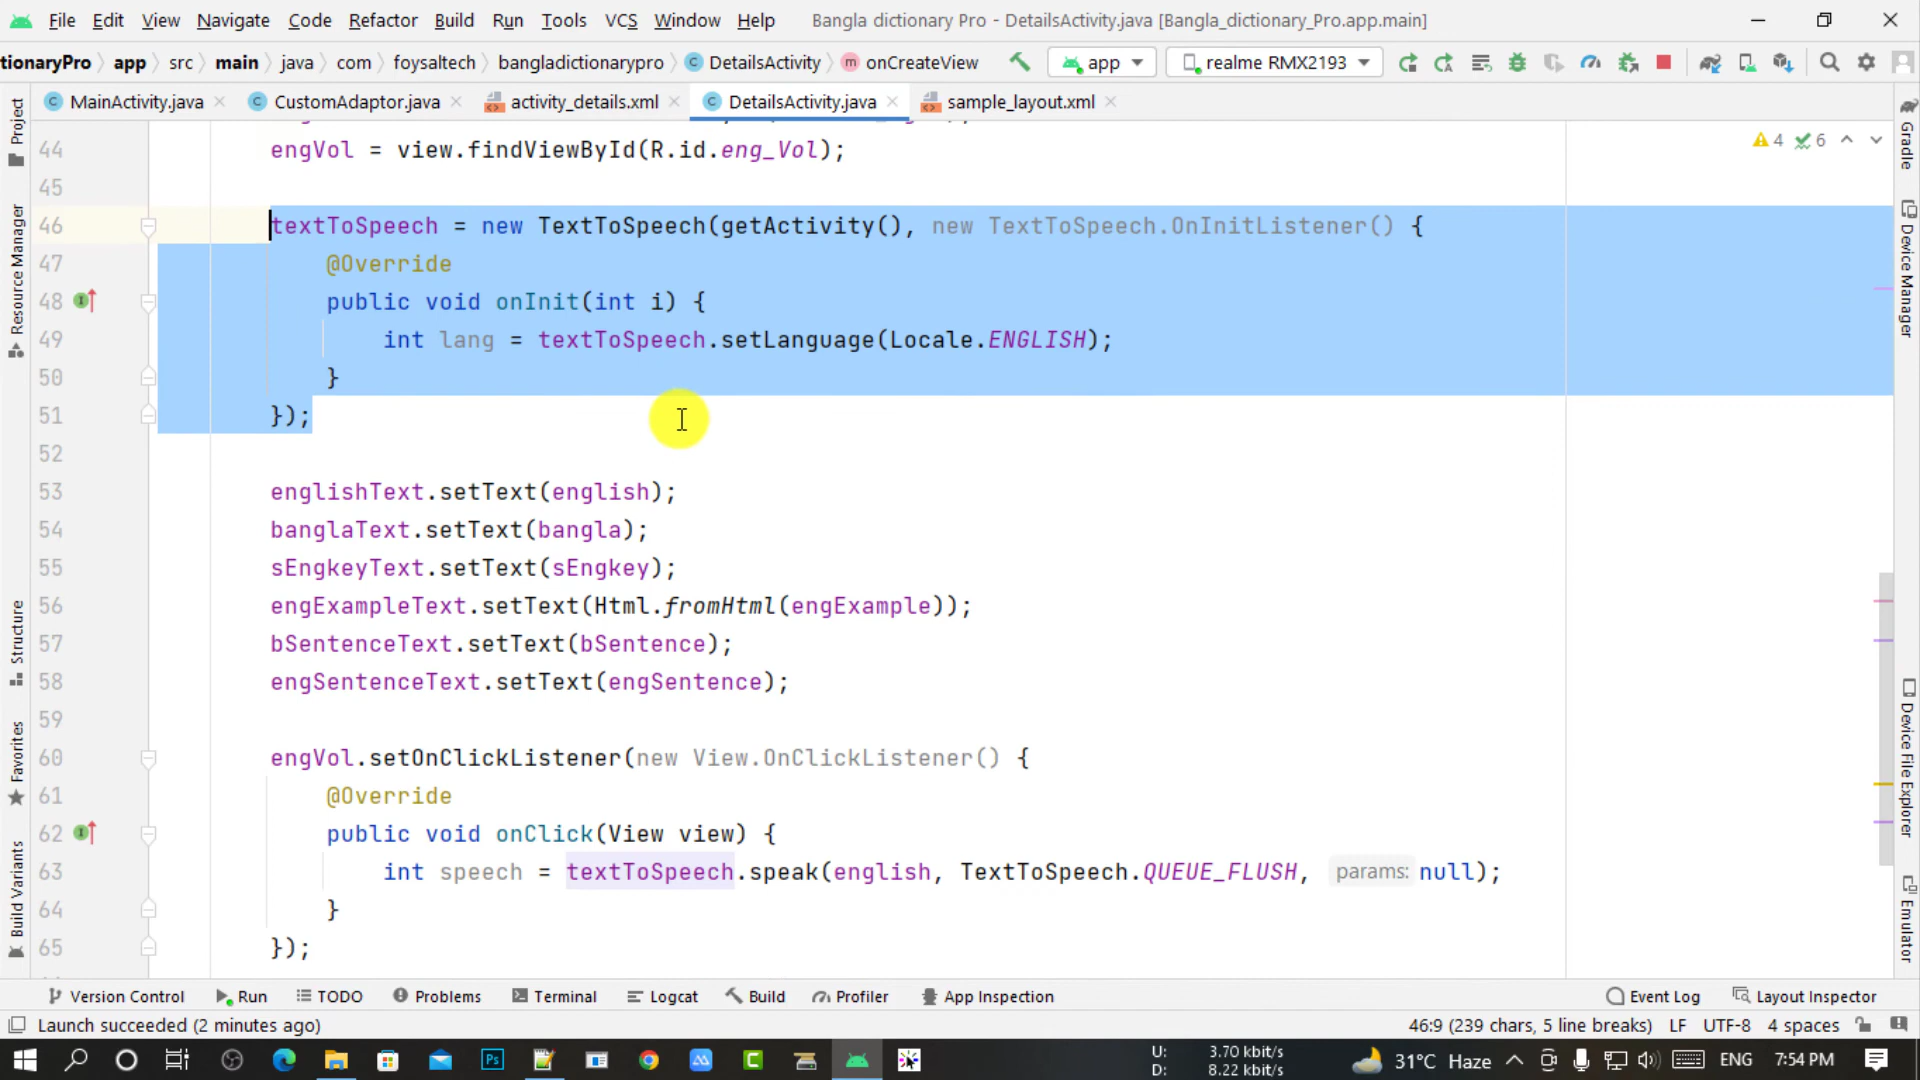 File Edit View Navigate Code Refactor Build Run Tools VCS Window Help Bangla dictionary Pro - DetailsActivity.java [Bangla_dictionary_Pro.app.main]
tionaryPro app src main java com foysaltech bangladictionarypro DetailsActivity onCreateView app realme RMX2193
MainActivity.java CustomAdaptor.java activity_details.xml DetailsActivity.java sample_layout.xml
Project
Resource Manager
Structure
Favorites
Build Variants
4 6
44 engVol = view.findViewById(R.id.eng_Vol);
45
46 textToSpeech = new TextToSpeech(getActivity(), new TextToSpeech.OnInitListener() {
47 @Override
48 public void onInit(int i) {
49 int lang = textToSpeech.setLanguage(Locale.ENGLISH);
50 }
51 });
52
53 englishText.setText(english);
54 banglaText.setText(bangla);
55 sEngkeyText.setText(sEngkey);
56 engExampleText.setText(Html.fromHtml(engExample));
57 bSentenceText.setText(bSentence);
58 engSentenceText.setText(engSentence);
59
60 engVol.setOnClickListener(new View.OnClickListener() {
61 @Override
62 public void onClick(View view) {
63 int speech = textToSpeech.speak(english, TextToSpeech.QUEUE_FLUSH, params: null);
64 }
65 });
Gradle
Device Manager
Device File Explorer
Emulator
Version Control Run TODO Problems Terminal Logcat Build Profiler App Inspection Event Log Layout Inspector
Launch succeeded (2 minutes ago) 46:9 (239 chars, 5 line breaks) LF UTF-8 4 spaces
U: 3.70 kbit/s
D: 8.22 kbit/s
31°C Haze ENG 7:54 PM